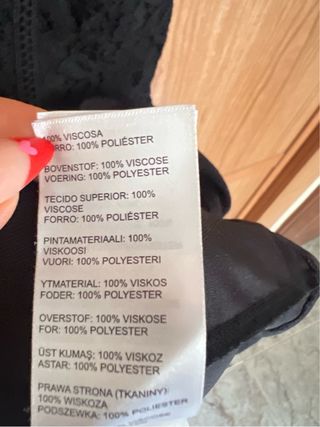 100% VISCOSA
FORRO: 100% POLIÉSTER
BOVENSTOF: 100% VISCOSE
VOERING: 100% POLYESTER
TECIDO SUPERIOR: 100%
VISCOSE
FORRO: 100% POLYESTER
PINTAMATERIAALI: 100%
VISKOOSI
VUORI: 100% POLYESTERI
YTMATERIAL: 100% VISKOS
FODER: 100% POLYESTER
OVERSTOF: 100% VISKOSE
FOR: 100% POLYESTER
ÜST KUMAŞ: 100% VISKOZ
ASTAR: 100% POLYESTER
PRAWA STRONA (TKANINY):
100% WISKOZA
PODSZEWKA: 100% POLIESTER